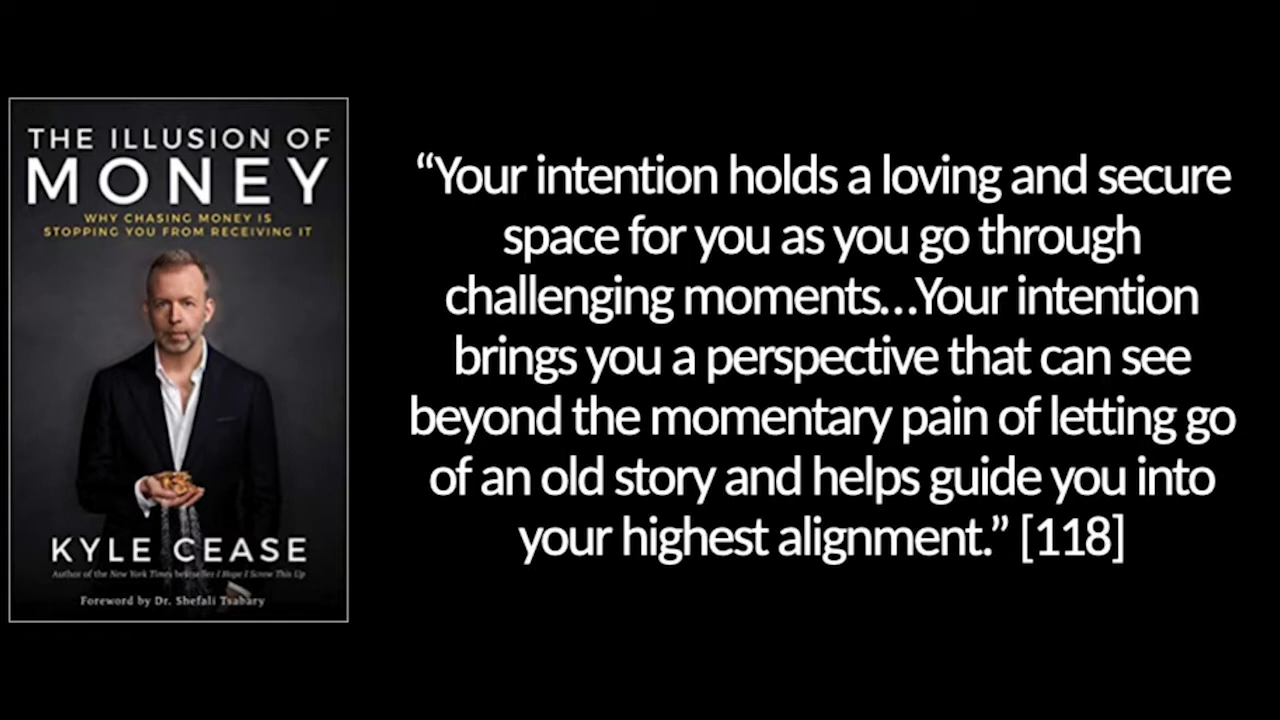 THE ILLUSION OF
MONEY
WHY CHASING MONEY IS
STOPPING YOU FROM RECEIVING IT
KYLE CEASE
Author of the New York Times bestseller I Hope I Screw This Up
Foreword by Dr. Shefali Tsabary
“Your intention holds a loving and secure
space for you as you go through
challenging moments…Your intention
brings you a perspective that can see
beyond the momentary pain of letting go
of an old story and helps guide you into
your highest alignment.” [118]